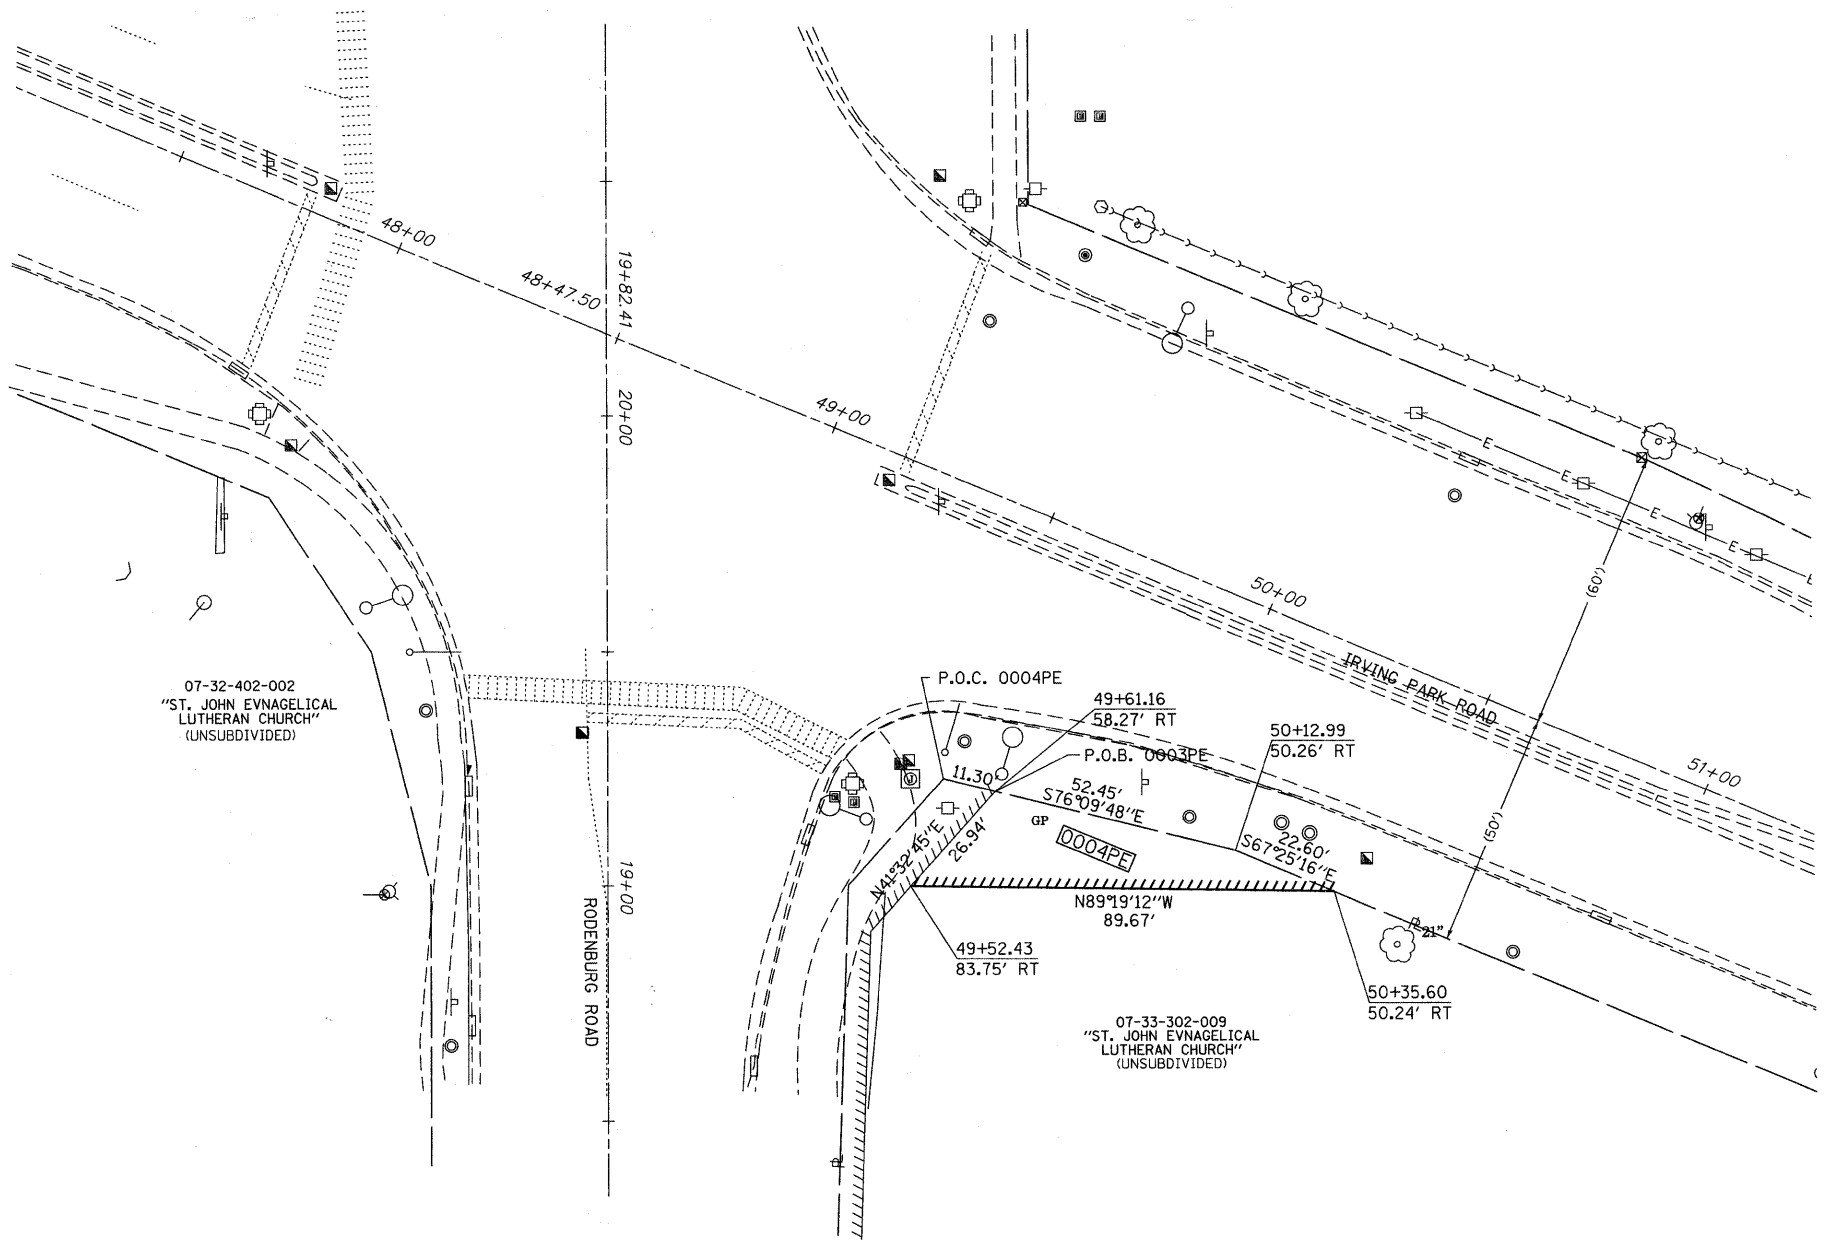 48+00
48+47.50
19+82.41
20+00
49+00
E
E
E
E
E
(60')
50+00
IRVING PARK ROAD
07-32-402-002
"ST. JOHN EVNAGELICAL
LUTHERAN CHURCH"
(UNSUBDIVIDED)
P.O.C. 0004PE
49+61.16
58.27' RT
P.O.B. 0003PE
50+12.99
50.26' RT
51+00
11.30'
52.45'
S76°09'48"E
GP
0004PE
22.60'
S67°25'16"E
(50')
N41°32'45"E
26.94'
19+00
N89°19'12"W
89.67'
21"
RODENBURG ROAD
49+52.43
83.75' RT
50+35.60
50.24' RT
07-33-302-009
"ST. JOHN EVNAGELICAL
LUTHERAN CHURCH"
(UNSUBDIVIDED)